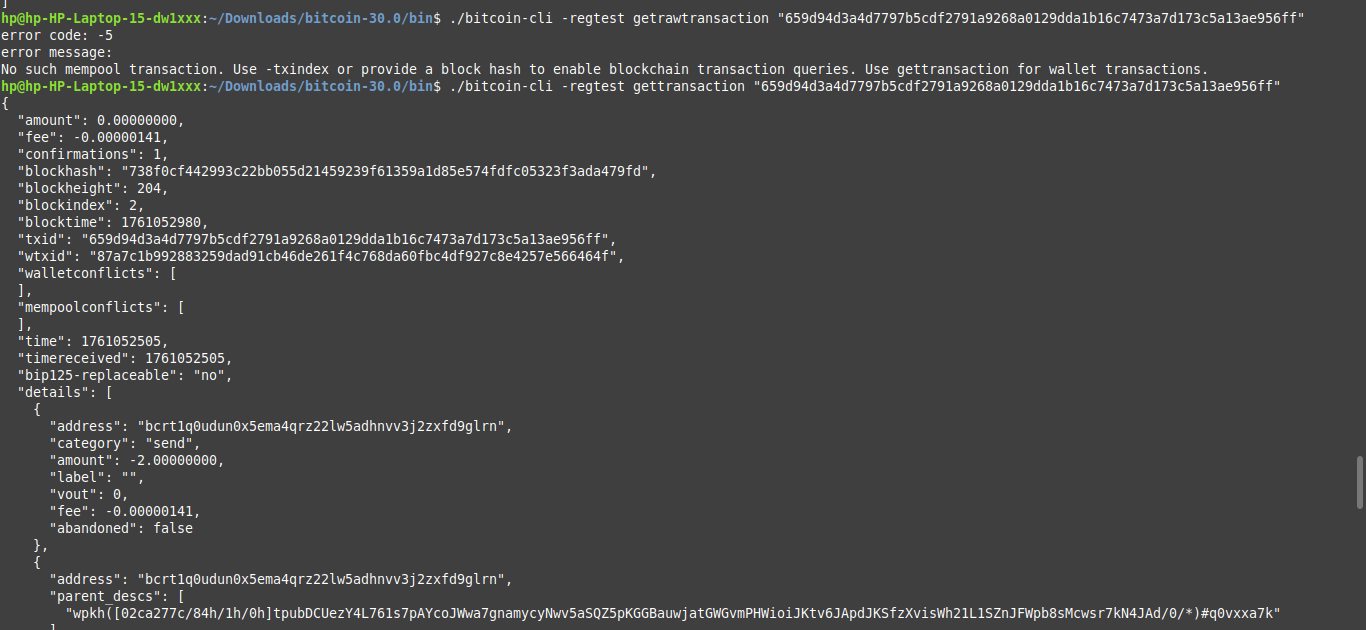 ]
hp@hp-HP-Laptop-15-dw1xxx:~/Downloads/bitcoin-30.0/bin$ ./bitcoin-cli -regtest getrawtransaction "659d94d3a4d7797b5cdf2791a9268a0129dda1b16c7473a7d173c5a13ae956ff"
error code: -5
error message:
No such mempool transaction. Use -txindex or provide a block hash to enable blockchain transaction queries. Use gettransaction for wallet transactions.
hp@hp-HP-Laptop-15-dw1xxx:~/Downloads/bitcoin-30.0/bin$ ./bitcoin-cli -regtest gettransaction "659d94d3a4d7797b5cdf2791a9268a0129dda1b16c7473a7d173c5a13ae956ff"
{
  "amount": 0.00000000,
  "fee": -0.00000141,
  "confirmations": 1,
  "blockhash": "738f0cf442993c22bb055d21459239f61359a1d85e574fdfc05323f3ada479fd",
  "blockheight": 204,
  "blockindex": 2,
  "blocktime": 1761052980,
  "txid": "659d94d3a4d7797b5cdf2791a9268a0129dda1b16c7473a7d173c5a13ae956ff",
  "wtxid": "87a7c1b992883259dad91cb46de261f4c768da60fbc4df927c8e4257e566464f",
  "walletconflicts": [
  ],
  "mempoolconflicts": [
  ],
  "time": 1761052505,
  "timereceived": 1761052505,
  "bip125-replaceable": "no",
  "details": [
    {
      "address": "bcrt1q0udun0x5ema4qrz22lw5adhnvv3j2zxfd9glrn",
      "category": "send",
      "amount": -2.00000000,
      "label": "",
      "vout": 0,
      "fee": -0.00000141,
      "abandoned": false
    },
    {
      "address": "bcrt1q0udun0x5ema4qrz22lw5adhnvv3j2zxfd9glrn",
      "parent_descs": [
        "wpkh([02ca277c/84h/1h/0h]tpubDCUezY4L761s7pAYcoJWwa7gnamycyNwv5aSQZ5pKGGBauwjatGWGvmPHWioiJKtv6JApdJKSfzXvisWh21L1SZnJFWpb8sMcwsr7kN4JAd/0/*)#q0vxxa7k"
      ]